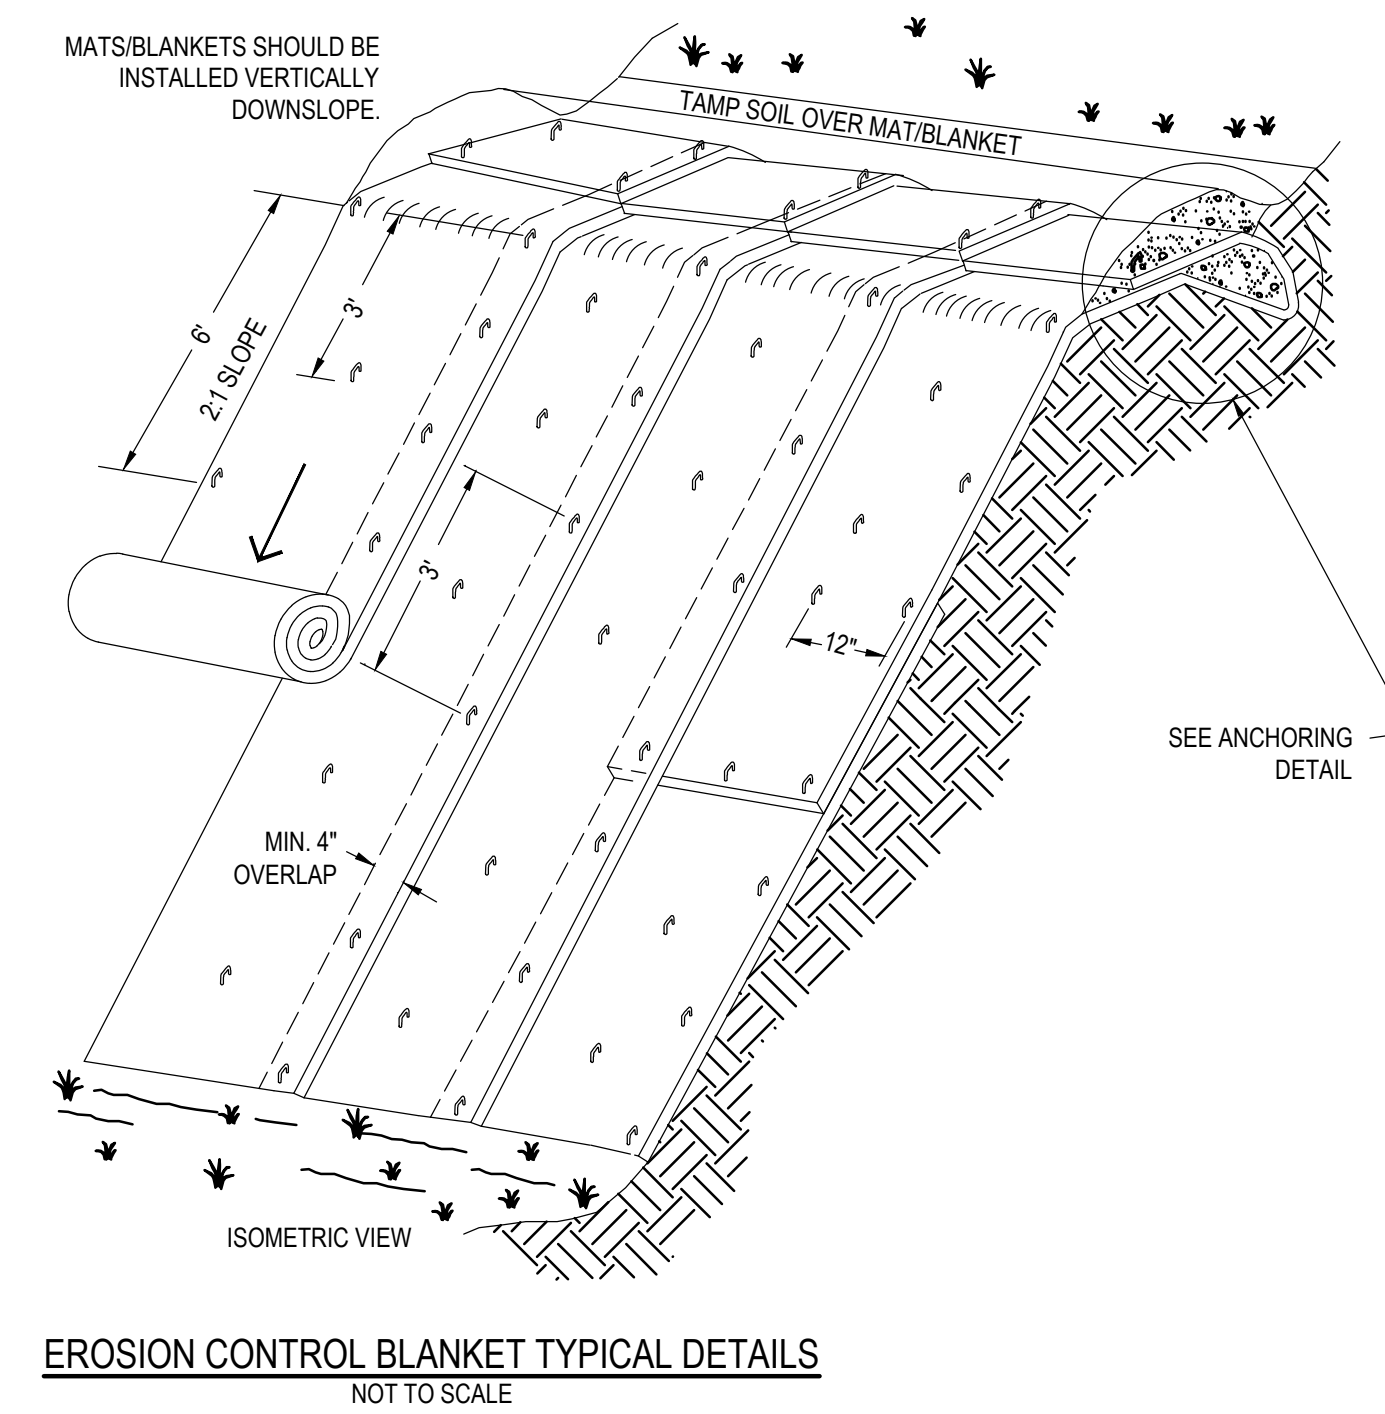 MATS/BLANKETS SHOULD BE
INSTALLED VERTICALLY
DOWNSLOPE.
TAMP SOIL OVER MAT/BLANKET
6'
2:1 SLOPE
3'
3'
12"
SEE ANCHORING
DETAIL
MIN. 4"
OVERLAP
ISOMETRIC VIEW
EROSION CONTROL BLANKET TYPICAL DETAILS
NOT TO SCALE